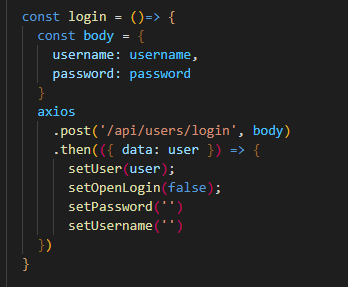 const login = ()=> {
const body = {
username: username,
password: password
}
axios
.post('/api/users/login', body)
.then(({ data: user }) => {
setUser(user);
setOpenLogin(false);
setPassword('')
setUsername('')
})
}